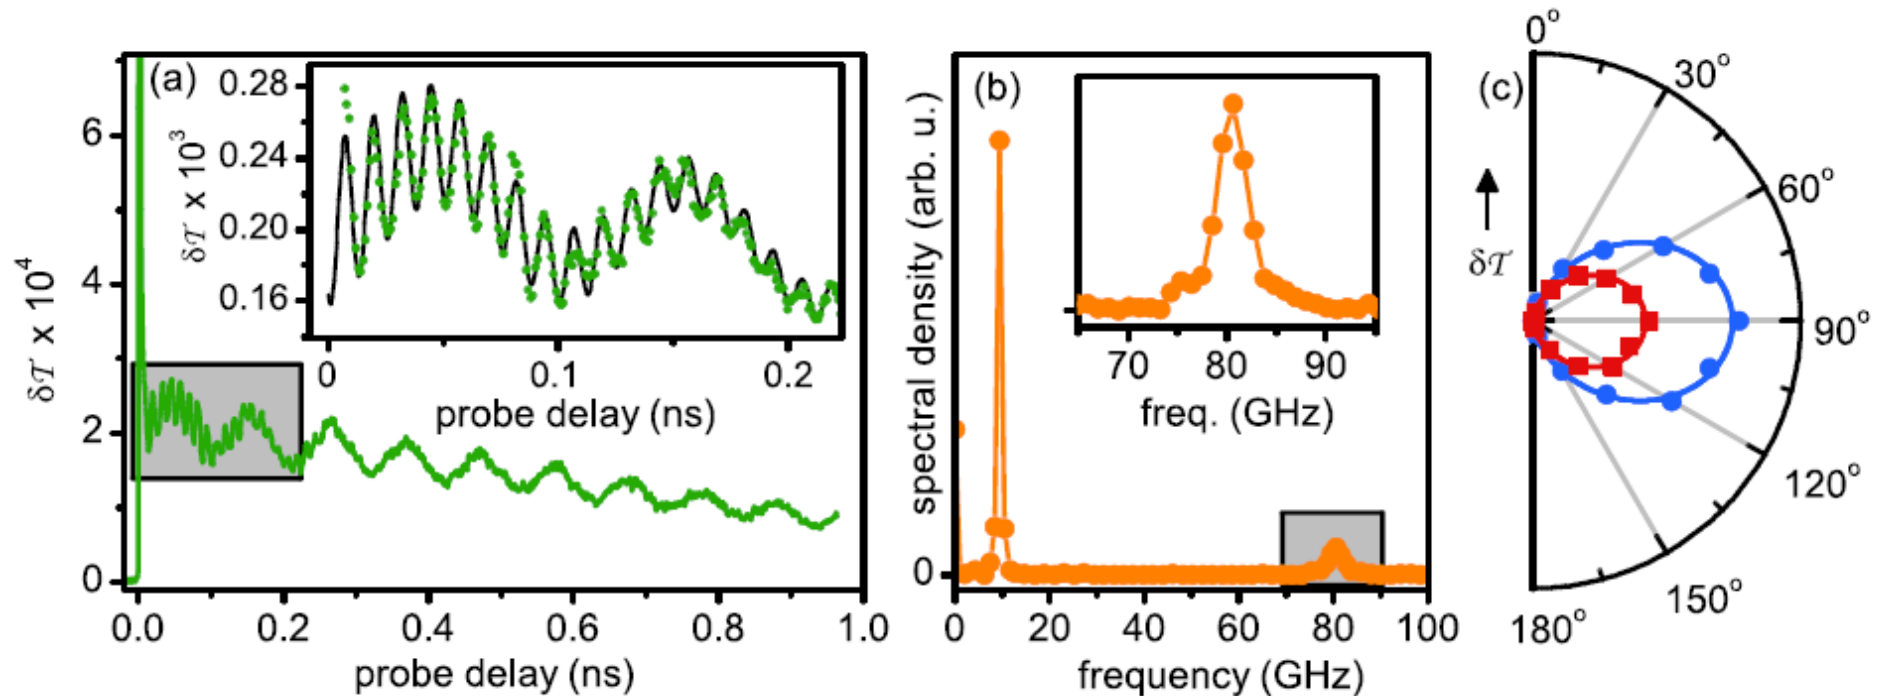 (a)
δT x 10⁴
6
4
2
0
0.0 0.2 0.4 0.6 0.8 1.0
probe delay (ns)
δT x 10³
0.28
0.24
0.20
0.16
0 0.1 0.2
probe delay (ns)
(b)
spectral density (arb. u.)
0
0 20 40 60 80 100
frequency (GHz)
70 80 90
freq. (GHz)
(c)
δT
0°
30°
60°
90°
120°
150°
180°